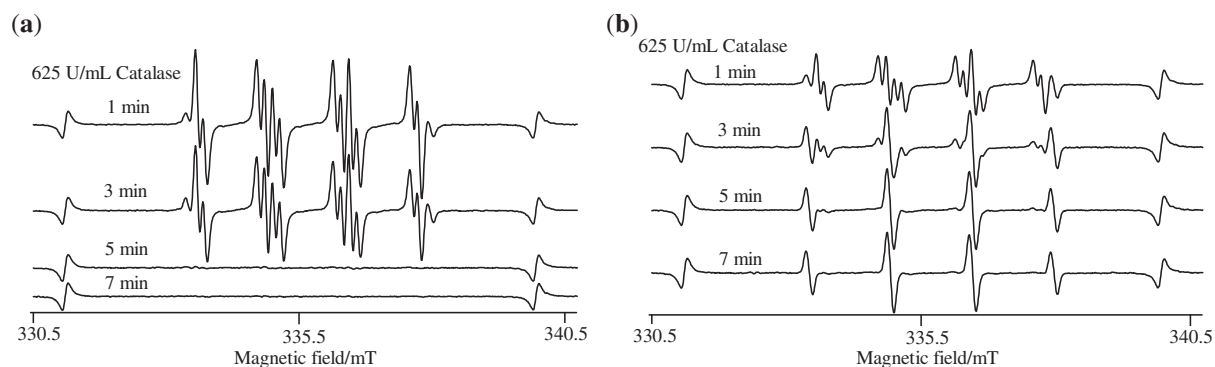 (a)
625 U/mL Catalase
1 min
3 min
5 min
7 min
330.5 335.5 340.5
Magnetic field/mT
(b)
625 U/mL Catalase
1 min
3 min
5 min
7 min
330.5 335.5 340.5
Magnetic field/mT